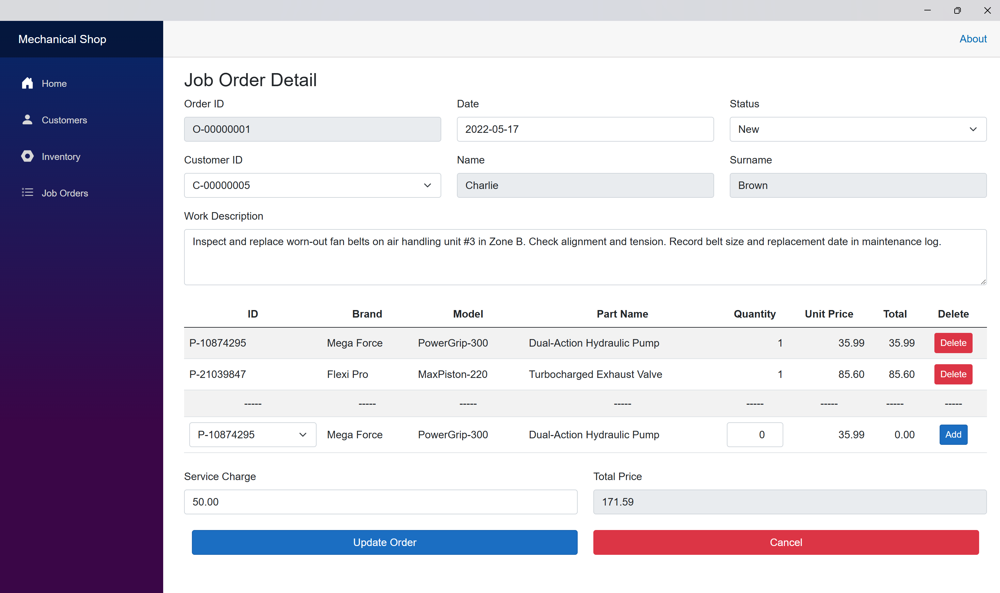 Mechanical Shop
About
Home
Customers
Inventory
Job Orders
Job Order Detail
Order ID Date Status
O-00000001 2022-05-17 New
Customer ID Name Surname
C-00000005 Charlie Brown
Work Description
Inspect and replace worn-out fan belts on air handling unit #3 in Zone B. Check alignment and tension. Record belt size and replacement date in maintenance log.
ID Brand Model Part Name Quantity Unit Price Total Delete
P-10874295 Mega Force PowerGrip-300 Dual-Action Hydraulic Pump 1 35.99 35.99 Delete
P-21039847 Flexi Pro MaxPiston-220 Turbocharged Exhaust Valve 1 85.60 85.60 Delete
----- ----- ----- ----- ----- ----- ----- -----
P-10874295 Mega Force PowerGrip-300 Dual-Action Hydraulic Pump 0 35.99 0.00 Add
Service Charge Total Price
50.00 171.59
Update Order Cancel